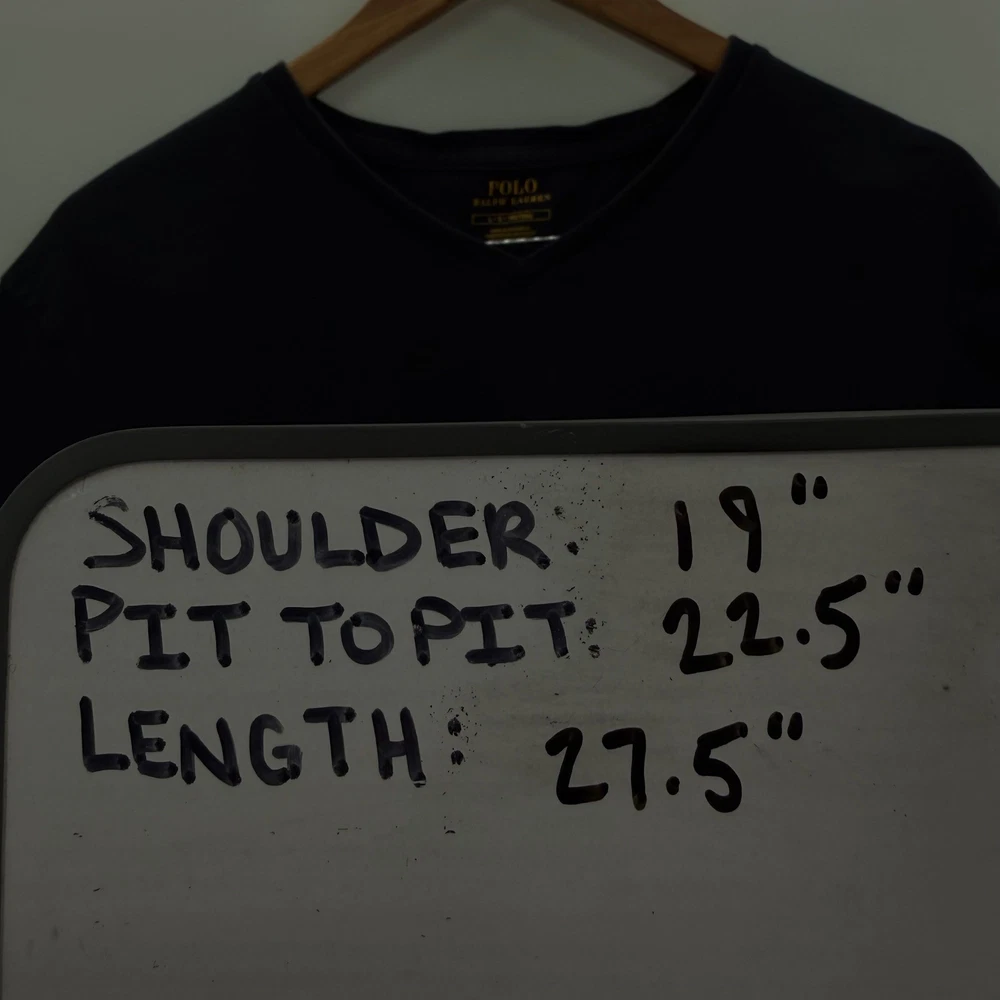 POLO
RALPH LAUREN
SHOULDER: 19"
PIT TO PIT: 22.5"
LENGTH: 27.5"